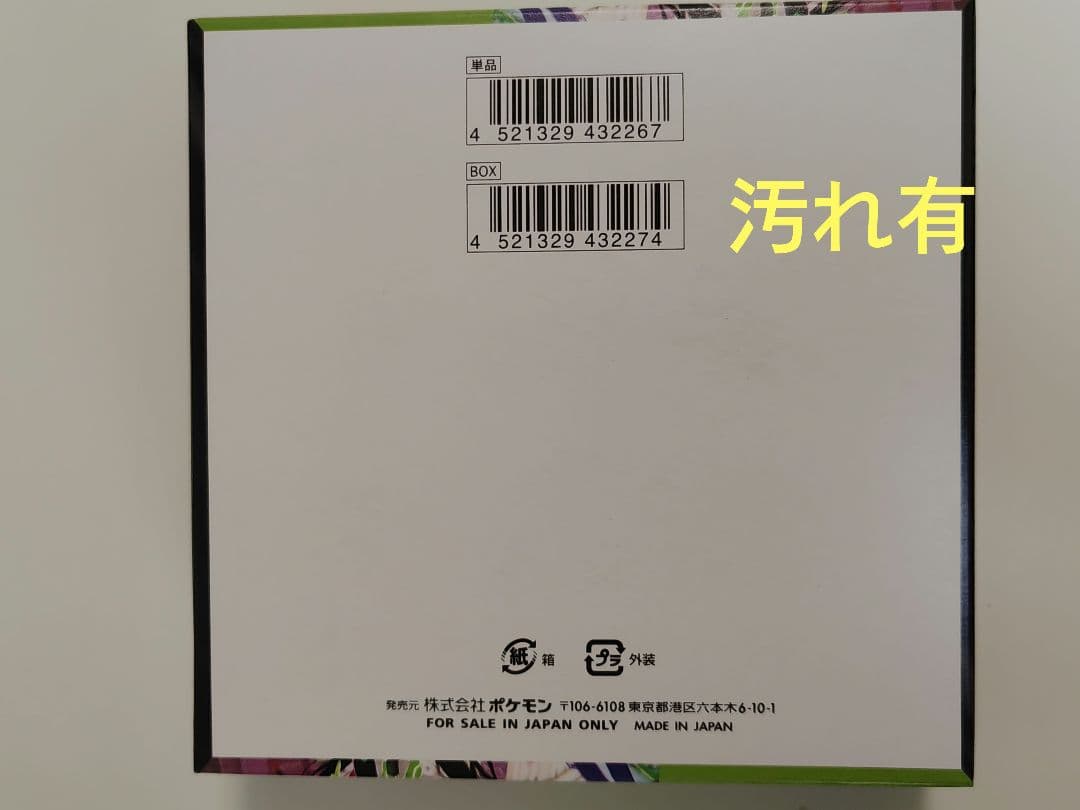 単品
4 521329 432267
BOX
4 521329 432274
汚れ有
紙 箱 プラ 外装
発売元 株式会社ポケモン 〒106-6108 東京都港区六本木6-10-1
FOR SALE IN JAPAN ONLY MADE IN JAPAN